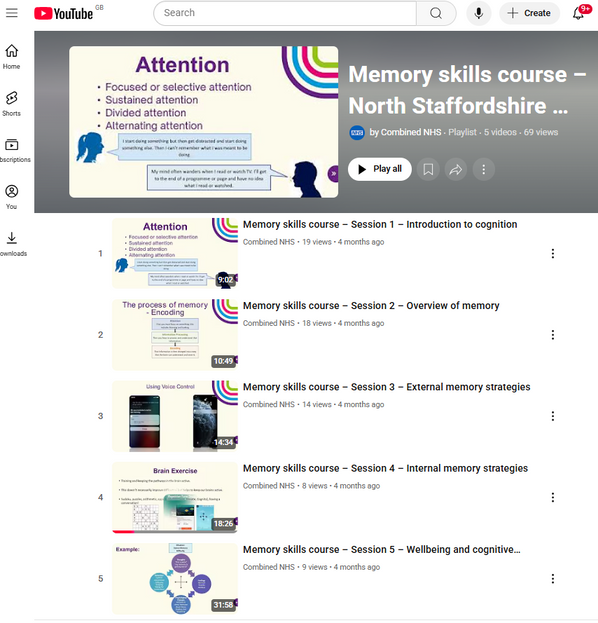 YouTube GB
Search
Create
9+
Home
Shorts
bscriptions
You
ownloads
Attention
• Focused or selective attention
• Sustained attention
• Divided attention
• Alternating attention
I start doing something but then get distracted and start doing
something else. Then I can't remember what I was meant to be
doing.
My mind often wanders when I read or watch TV. I'll get
to the end of a programme or page and have no idea
what I read or watched.
Memory skills course –
North Staffordshire ...
NHS by Combined NHS • Playlist • 5 videos • 69 views
Play all
1
Attention
• Focused or selective attention
• Sustained attention
• Divided attention
• Alternating attention
9:02
Memory skills course – Session 1 – Introduction to cognition
Combined NHS • 19 views • 4 months ago
2
The process of memory
- Encoding
10:49
Memory skills course – Session 2 – Overview of memory
Combined NHS • 18 views • 4 months ago
3
Using Voice Control
14:34
Memory skills course – Session 3 – External memory strategies
Combined NHS • 14 views • 4 months ago
4
Brain Exercise
18:26
Memory skills course – Session 4 – Internal memory strategies
Combined NHS • 8 views • 4 months ago
5
Example:
31:58
Memory skills course – Session 5 – Wellbeing and cognitive...
Combined NHS • 9 views • 4 months ago